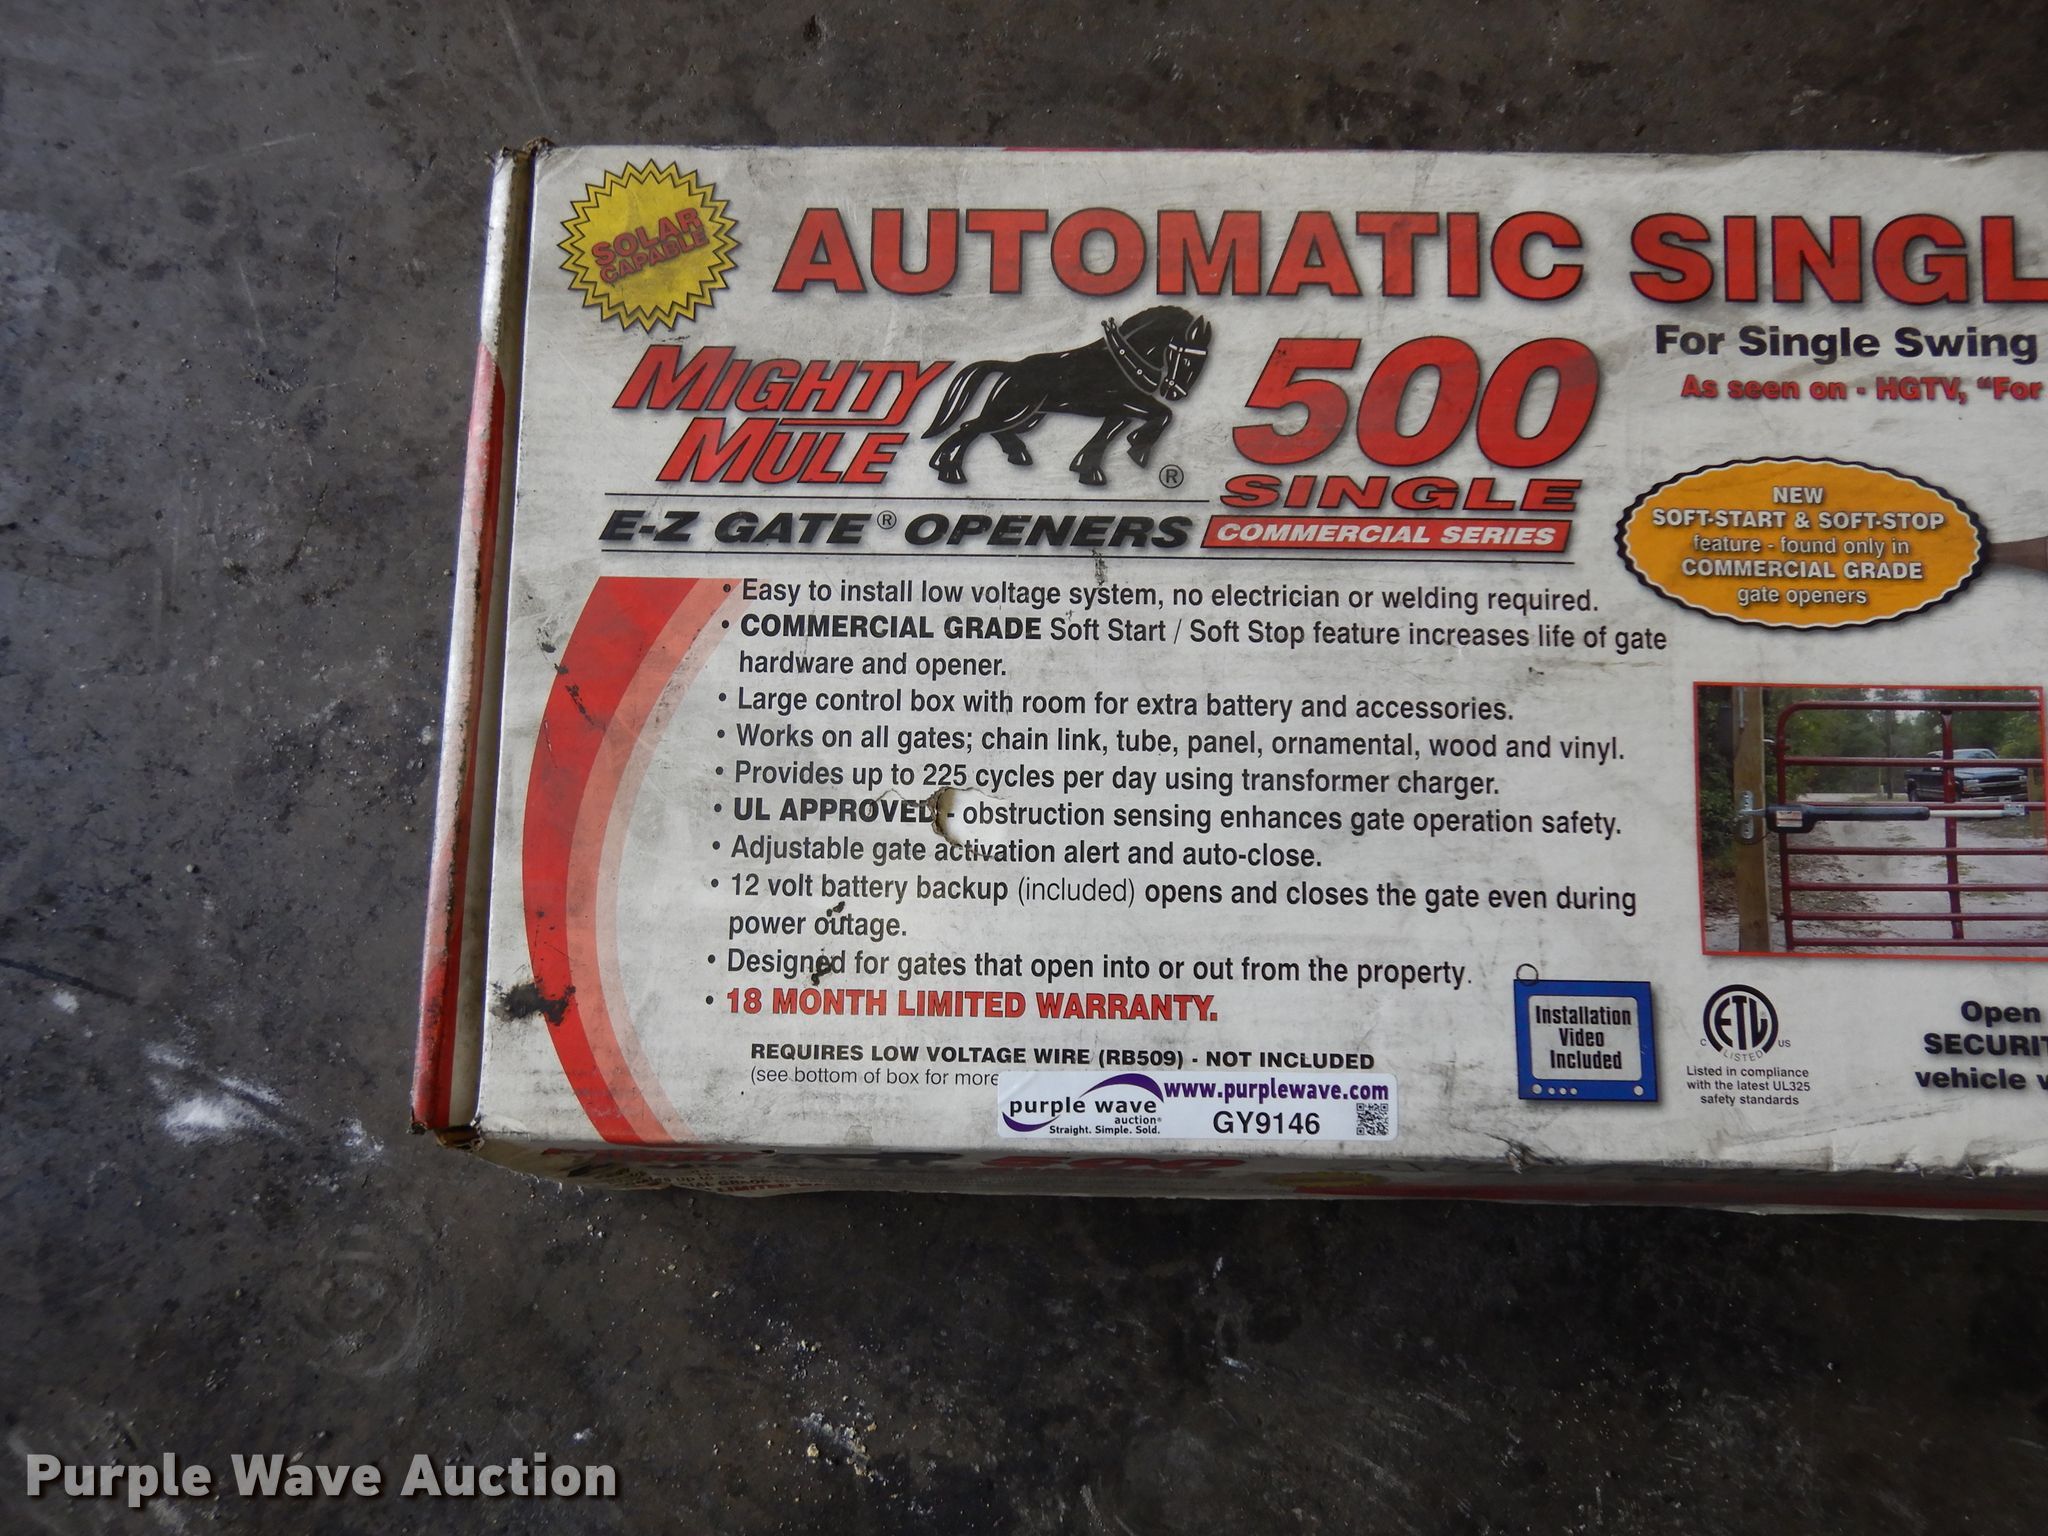 SOLAR
CAPABLE
AUTOMATIC SINGL
For Single Swing
As seen on - HGTV, "For
MIGHTY
MULE
®
500
SINGLE
E-Z GATE® OPENERS
COMMERCIAL SERIES
NEW
SOFT-START & SOFT-STOP
feature - found only in
COMMERCIAL GRADE
gate openers
• Easy to install low voltage system, no electrician or welding required.
• COMMERCIAL GRADE Soft Start / Soft Stop feature increases life of gate
hardware and opener.
• Large control box with room for extra battery and accessories.
• Works on all gates; chain link, tube, panel, ornamental, wood and vinyl.
• Provides up to 225 cycles per day using transformer charger.
• UL APPROVED - obstruction sensing enhances gate operation safety.
• Adjustable gate activation alert and auto-close.
• 12 volt battery backup (included) opens and closes the gate even during
power outage.
• Designed for gates that open into or out from the property.
• 18 MONTH LIMITED WARRANTY.
REQUIRES LOW VOLTAGE WIRE (RB509) - NOT INCLUDED
(see bottom of box for more
Installation
Video
Included
C ETL US
LISTED
Listed in compliance
with the latest UL325
safety standards
Open
SECURIT
vehicle
purple wave
auction®
Straight. Simple. Sold.
www.purplewave.com
GY9146
500
Purple Wave Auction